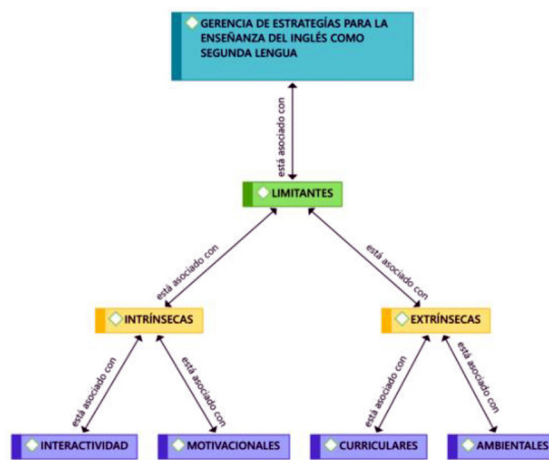 GERENCIA DE ESTRATEGÍAS PARA LA
ENSEÑANZA DEL INGLÉS COMO
SEGUNDA LENGUA
está asociado con
LIMITANTES
está asociado con
está asociado con
INTRÍNSECAS
EXTRÍNSECAS
está asociado con
está asociado con
está asociado con
está asociado con
INTERACTIVIDAD
MOTIVACIONALES
CURRICULARES
AMBIENTALES